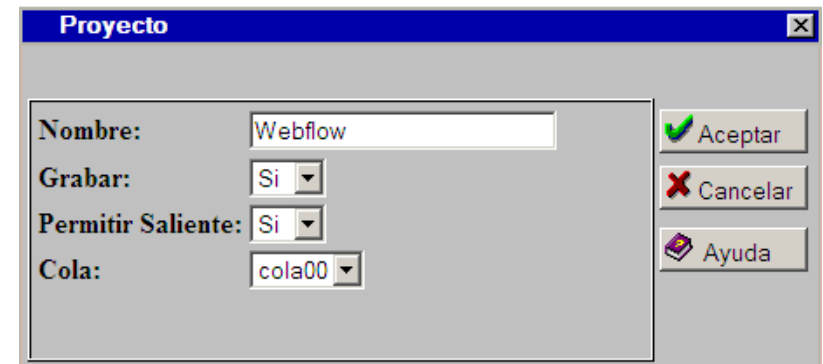 Proyecto
Nombre: Webflow
Grabar: Si
Permitir Saliente: Si
Cola: cola00
Aceptar
Cancelar
Ayuda